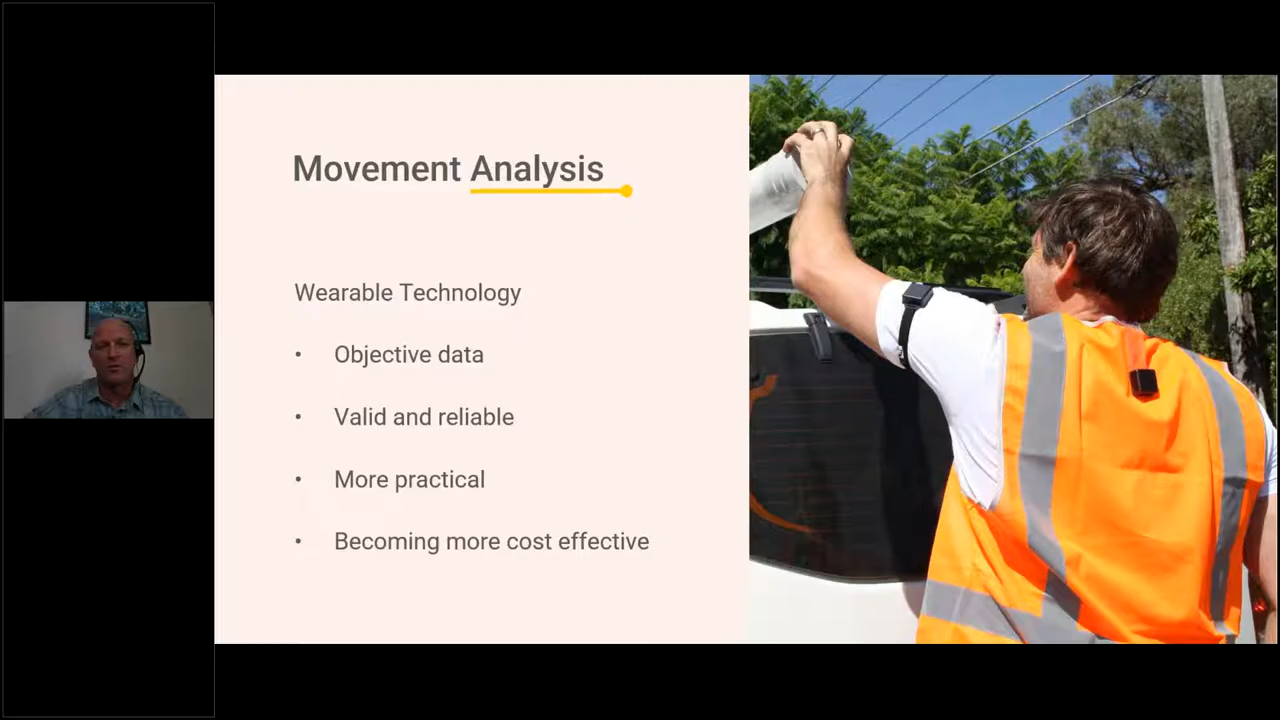 Movement Analysis
Wearable Technology
• Objective data
• Valid and reliable
• More practical
• Becoming more cost effective